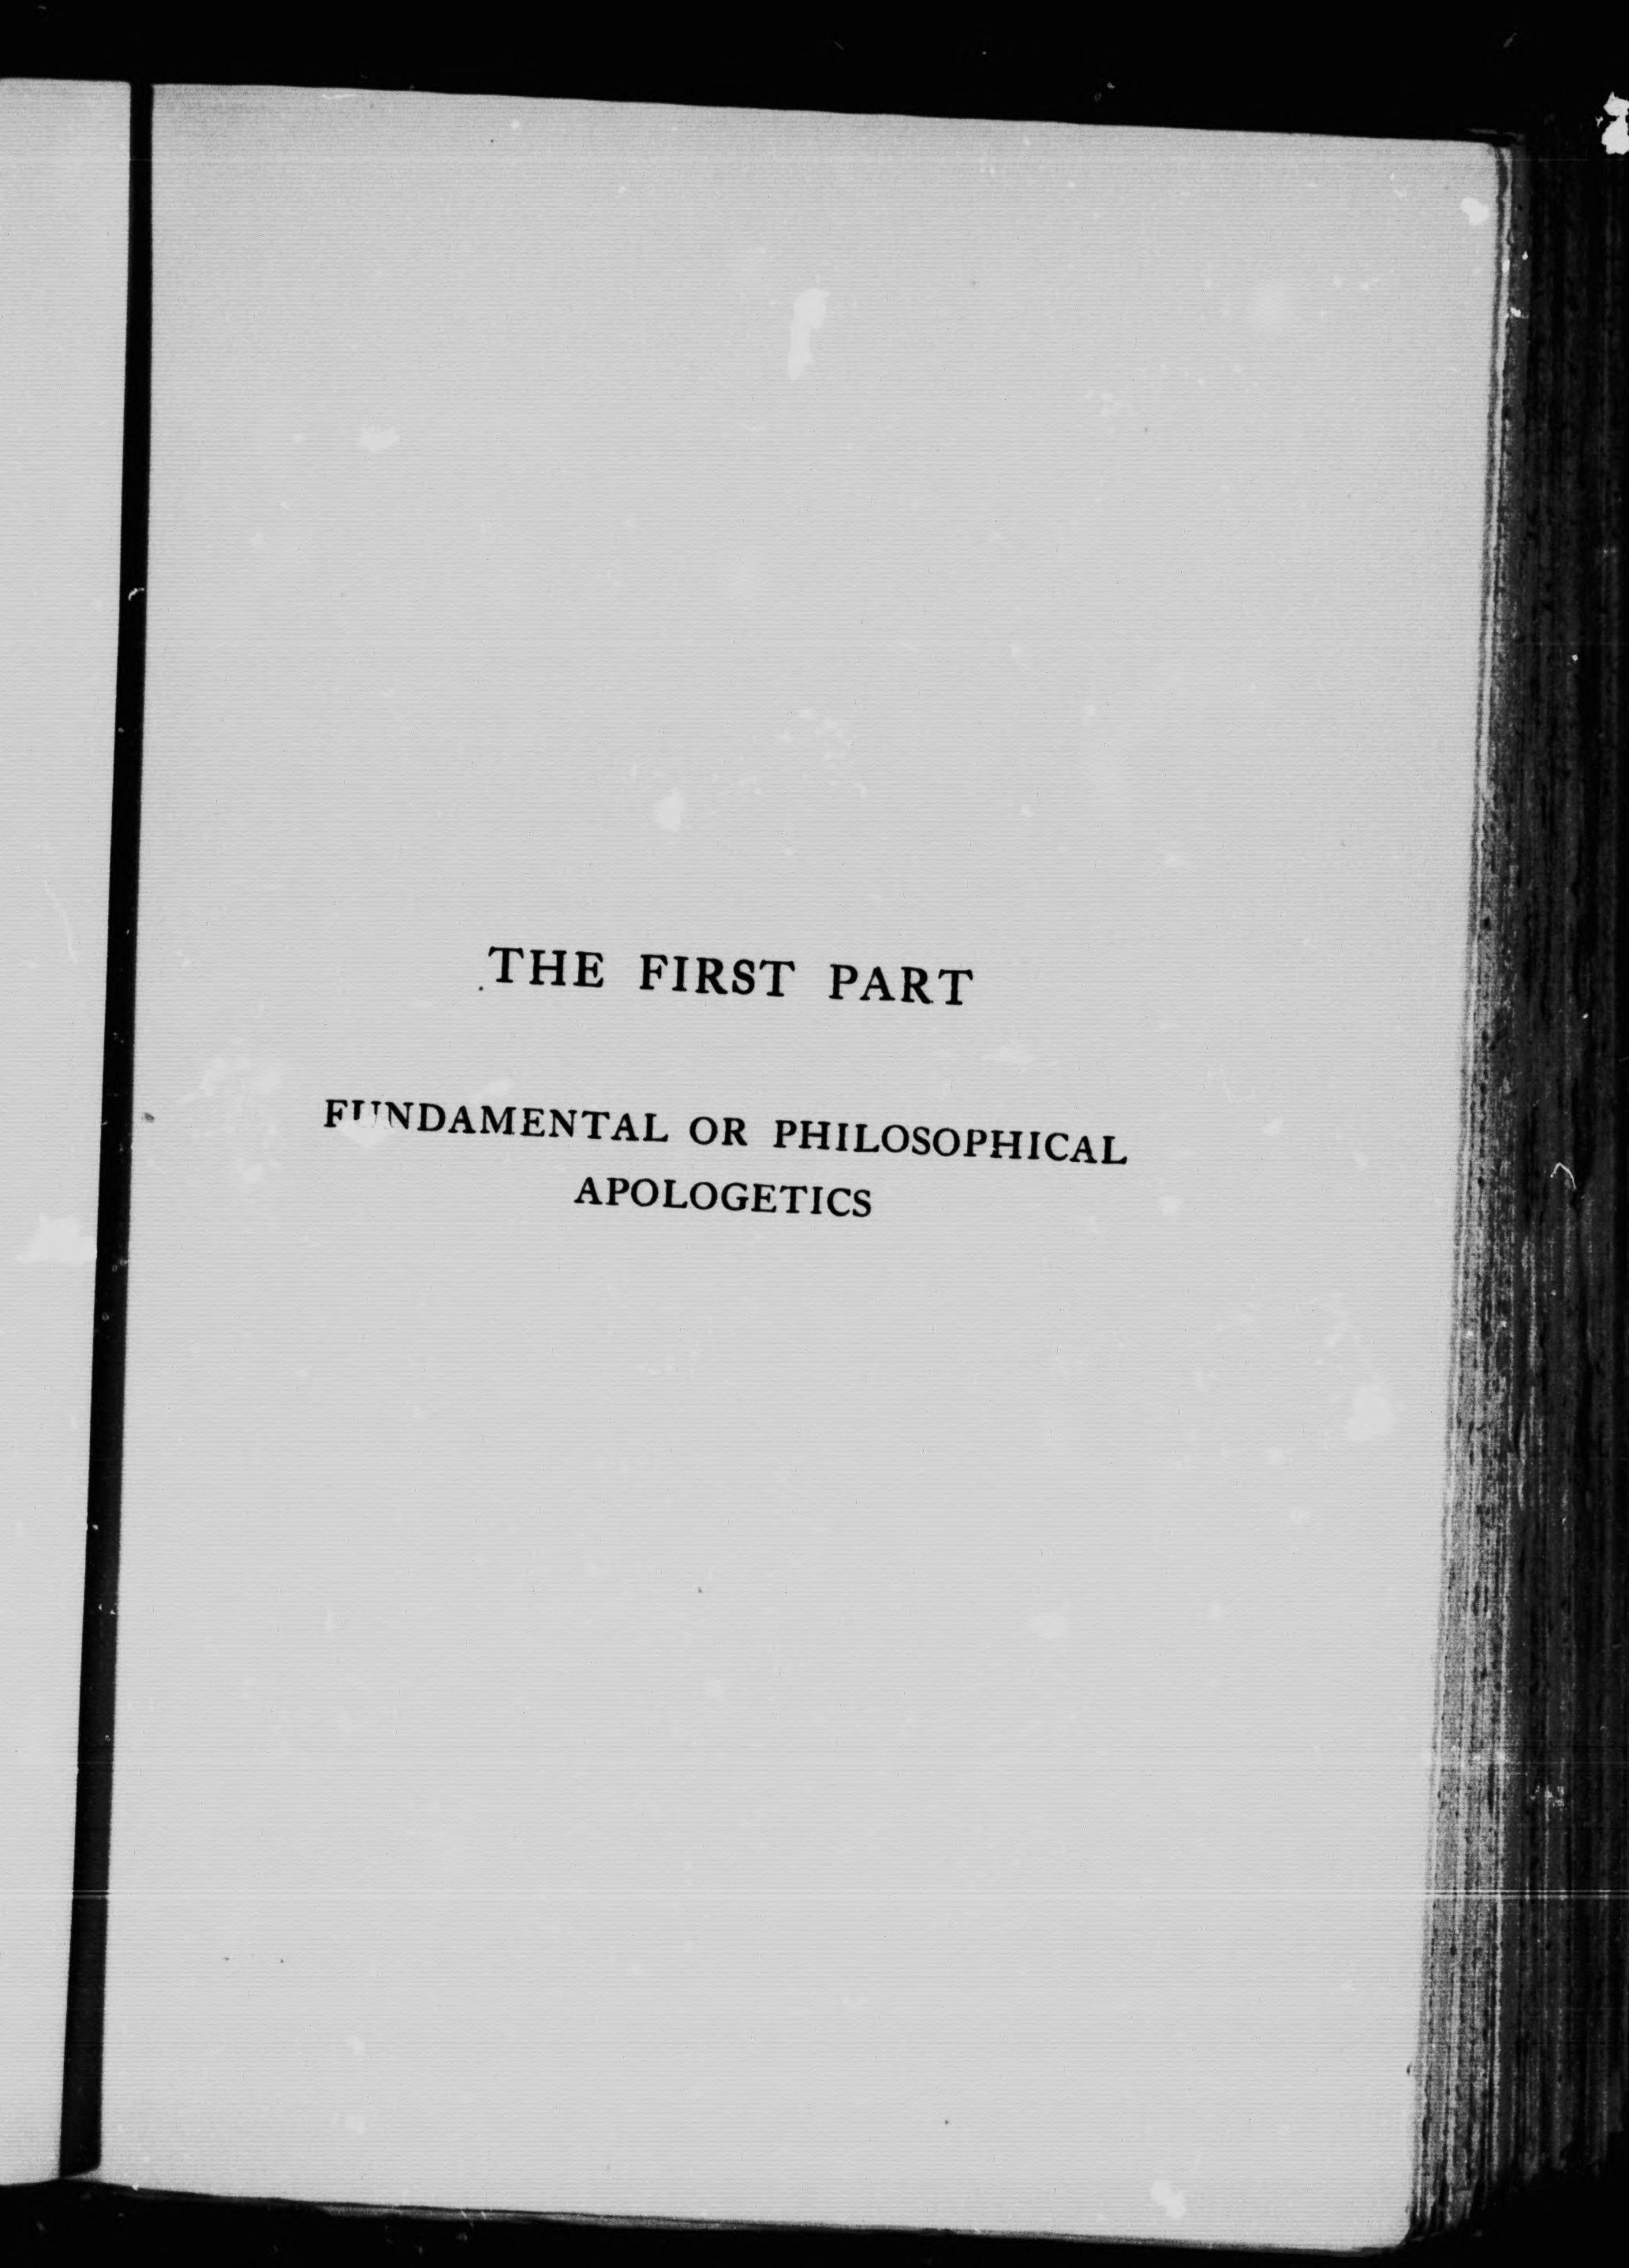 THE FIRST PART
FUNDAMENTAL OR PHILOSOPHICAL
APOLOGETICS